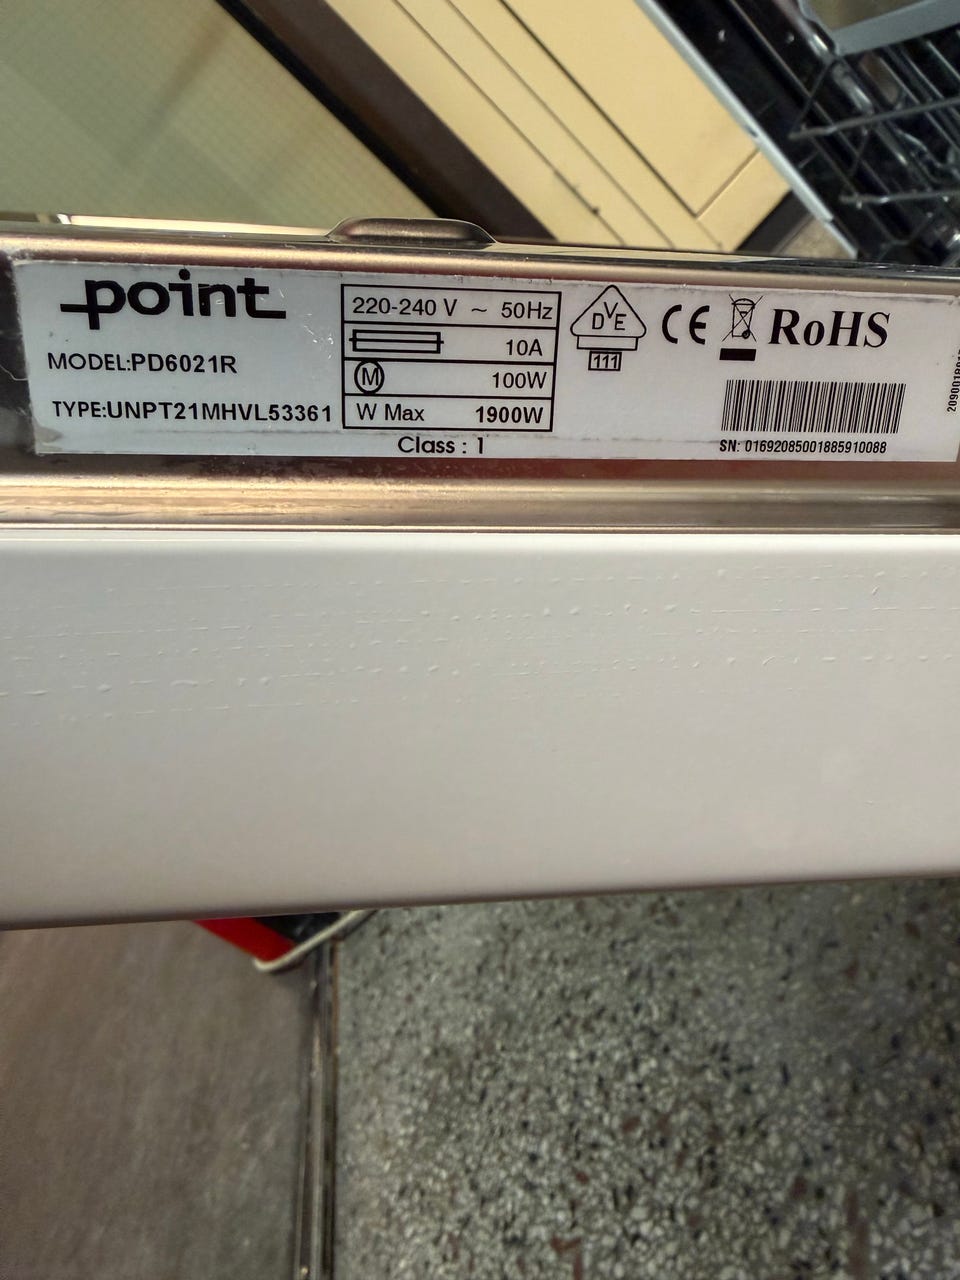 point
MODEL:PD6021R
TYPE:UNPT21MHVL53361
220-240 V ~ 50Hz
10A
M 100W
W Max 1900W
Class : 1
DVE
111
CE
RoHS
SN: 01692085001885910088